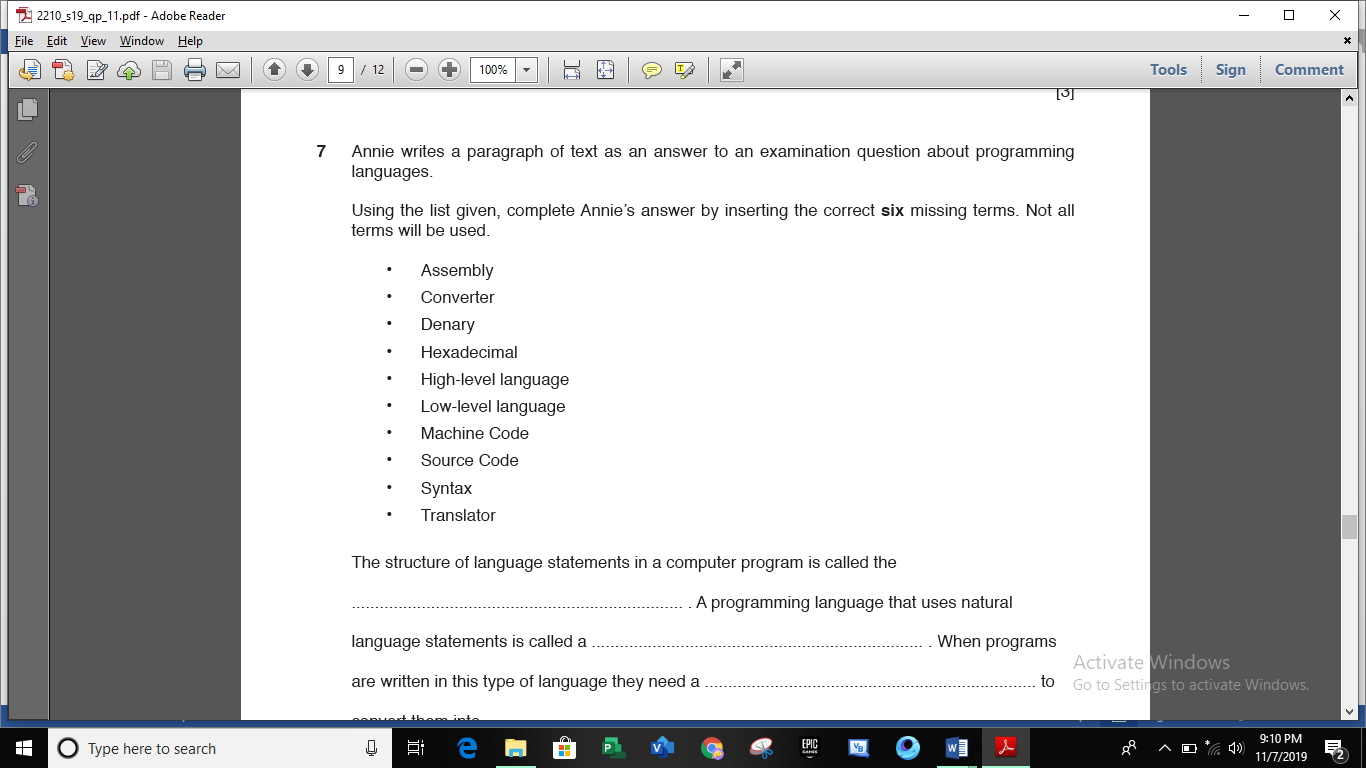 2210_s19_qp_11.pdf - Adobe Reader
File Edit View Window Help
9 / 12 100% Tools Sign Comment
[3]
7 Annie writes a paragraph of text as an answer to an examination question about programming
languages.
Using the list given, complete Annie’s answer by inserting the correct six missing terms. Not all
terms will be used.
• Assembly
• Converter
• Denary
• Hexadecimal
• High-level language
• Low-level language
• Machine Code
• Source Code
• Syntax
• Translator
The structure of language statements in a computer program is called the
........................................................................ . A programming language that uses natural
language statements is called a ........................................................................ . When programs
are written in this type of language they need a ........................................................................ to
convert them into
Activate Windows
Go to Settings to activate Windows.
Type here to search
EPIC GAMES
9:10 PM
11/7/2019
2